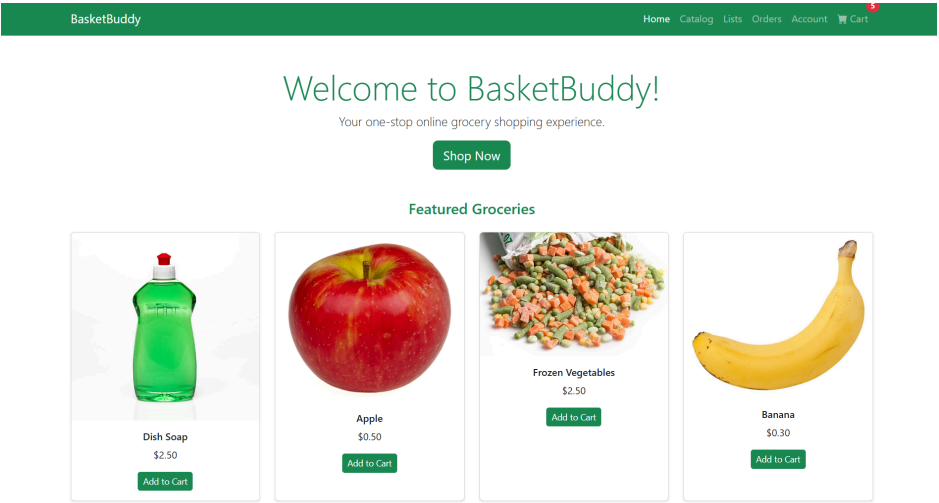 BasketBuddy
Home Catalog Lists Orders Account Cart 5
Welcome to BasketBuddy!
Your one-stop online grocery shopping experience.
Shop Now
Featured Groceries
Dish Soap
$2.50
Add to Cart
Apple
$0.50
Add to Cart
Frozen Vegetables
$2.50
Add to Cart
Banana
$0.30
Add to Cart